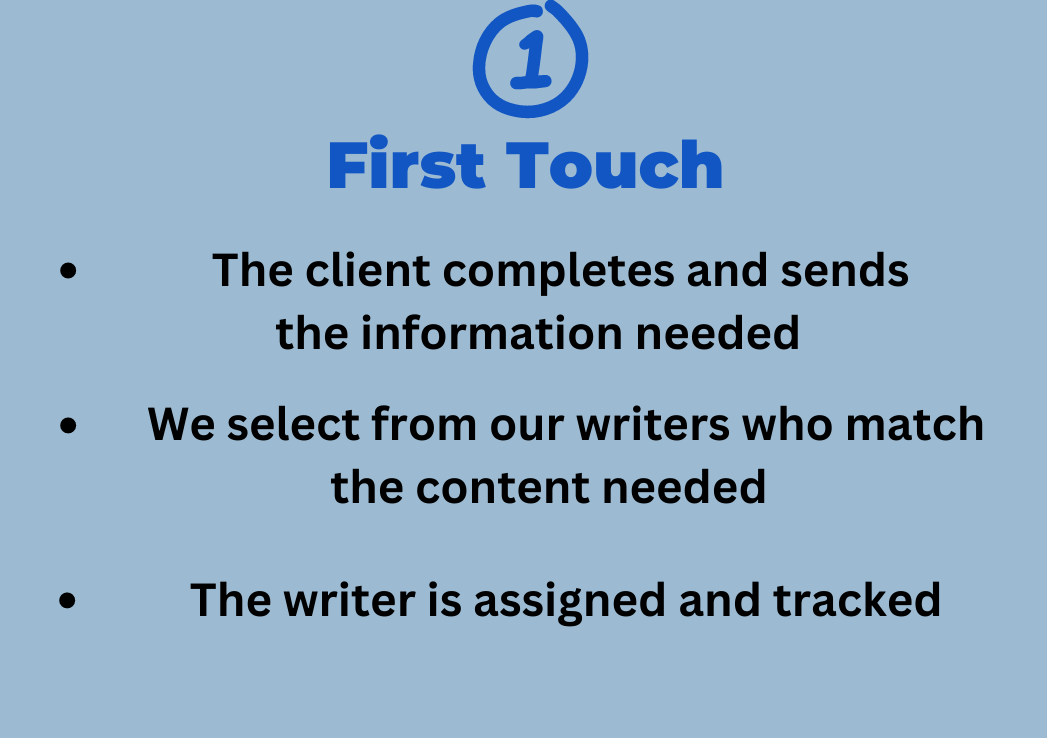 1
First Touch
• The client completes and sends
the information needed
• We select from our writers who match
the content needed
• The writer is assigned and tracked